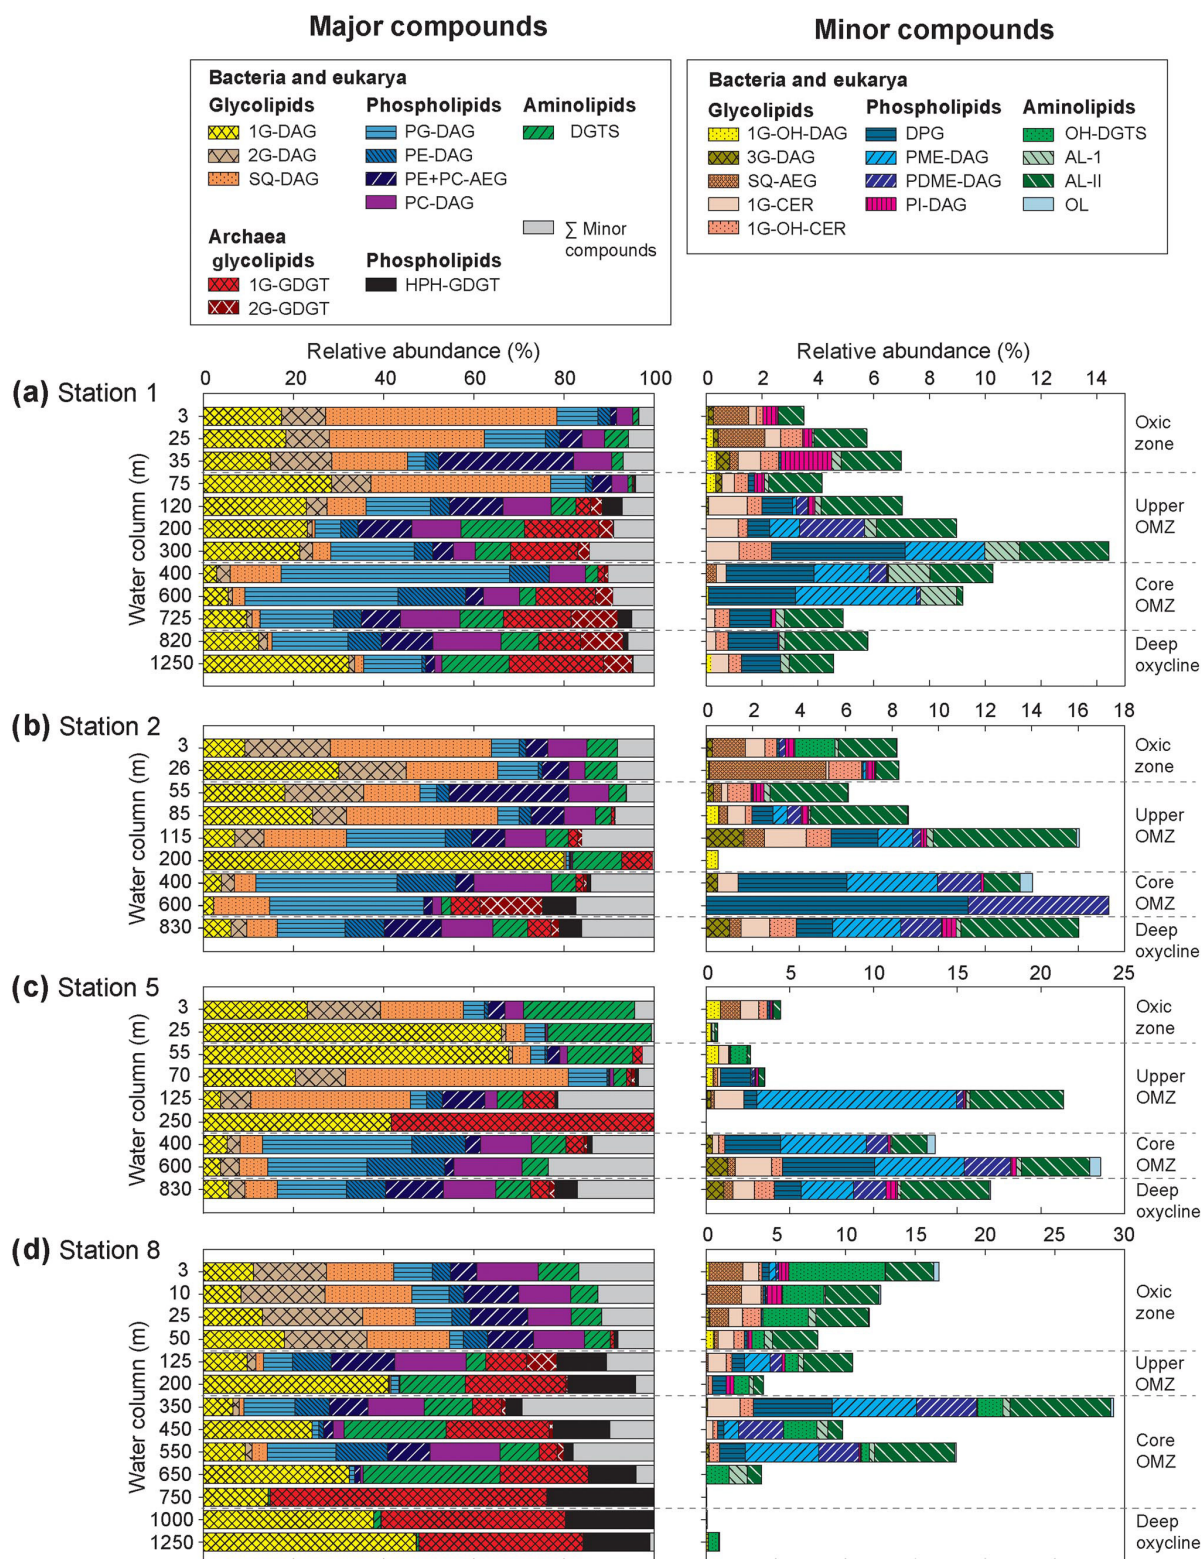 Major compounds
Minor compounds
Bacteria and eukarya
Glycolipids Phospholipids Aminolipids
1G-DAG PG-DAG DGTS
2G-DAG PE-DAG
SQ-DAG PE+PC-AEG
PC-DAG
∑ Minor
compounds
Archaea
glycolipids Phospholipids
1G-GDGT HPH-GDGT
2G-GDGT
Bacteria and eukarya
Glycolipids Phospholipids Aminolipids
1G-OH-DAG DPG OH-DGTS
3G-DAG PME-DAG AL-1
SQ-AEG PDME-DAG AL-II
1G-CER PI-DAG OL
1G-OH-CER
Relative abundance (%)
Relative abundance (%)
(a) Station 1
0 20 40 60 80 100
0 2 4 6 8 10 12 14
Water column (m)
3
25
35
75
120
200
300
400
600
725
820
1250
Oxic
zone
Upper
OMZ
Core
OMZ
Deep
oxycline
(b) Station 2
0 2 4 6 8 10 12 14 16 18
Water column (m)
3
26
55
85
115
200
400
600
830
Oxic
zone
Upper
OMZ
Core
OMZ
Deep
oxycline
(c) Station 5
0 5 10 15 20 25
Water column (m)
3
25
55
70
125
250
400
600
830
Oxic
zone
Upper
OMZ
Core
OMZ
Deep
oxycline
(d) Station 8
0 5 10 15 20 25 30
Water column (m)
3
10
25
50
125
200
350
450
550
650
750
1000
1250
Oxic
zone
Upper
OMZ
Core
OMZ
Deep
oxycline